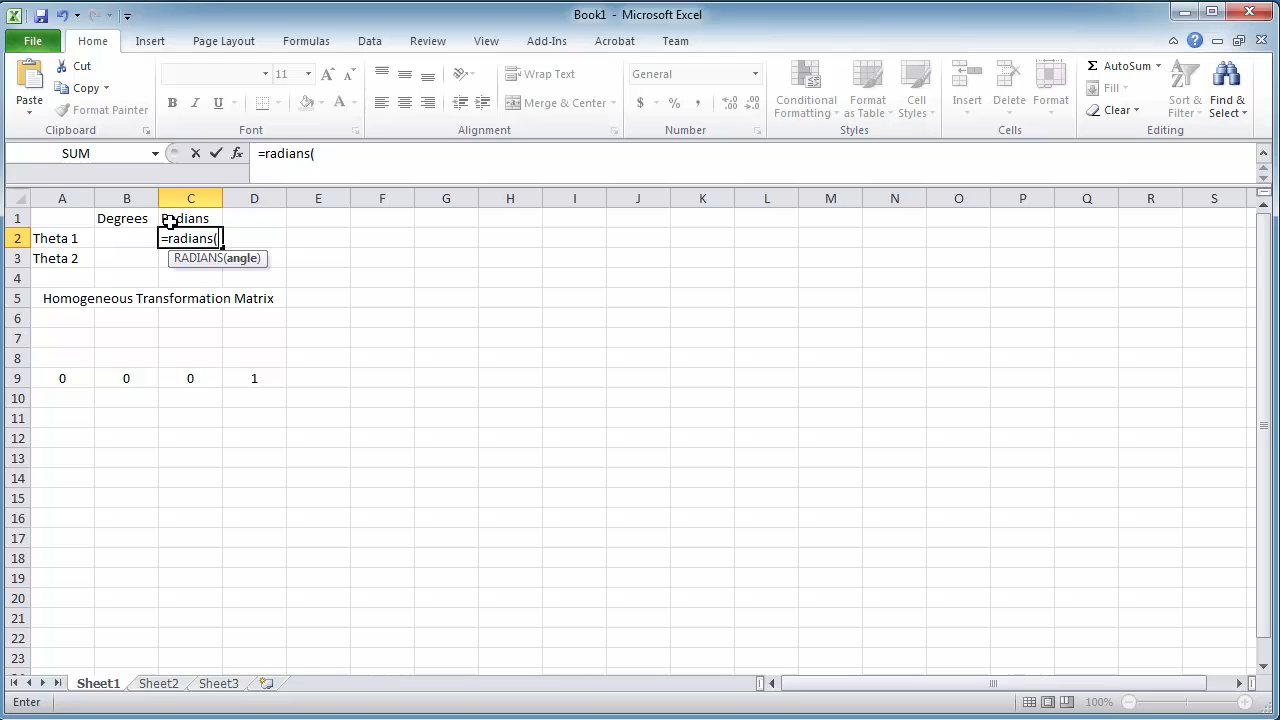 Book1 - Microsoft Excel
File Home Insert Page Layout Formulas Data Review View Add-Ins Acrobat Team
Paste
Cut
Copy
Format Painter
Clipboard
11
B I U
A
Font
Wrap Text
Merge & Center
Alignment
General
$ % ,
Number
Conditional Formatting
Format as Table
Cell Styles
Styles
Insert
Delete
Format
Cells
Σ AutoSum
Fill
Clear
Sort & Filter
Find & Select
Editing
SUM fx =radians(
A B C D E F G H I J K L M N O P Q R S
1 Degrees Radians
2 Theta 1 =radians(
3 Theta 2 RADIANS(angle)
4
5 Homogeneous Transformation Matrix
6
7
8
9 0 0 0 1
10
11
12
13
14
15
16
17
18
19
20
21
22
23
Sheet1 Sheet2 Sheet3
Enter 100%